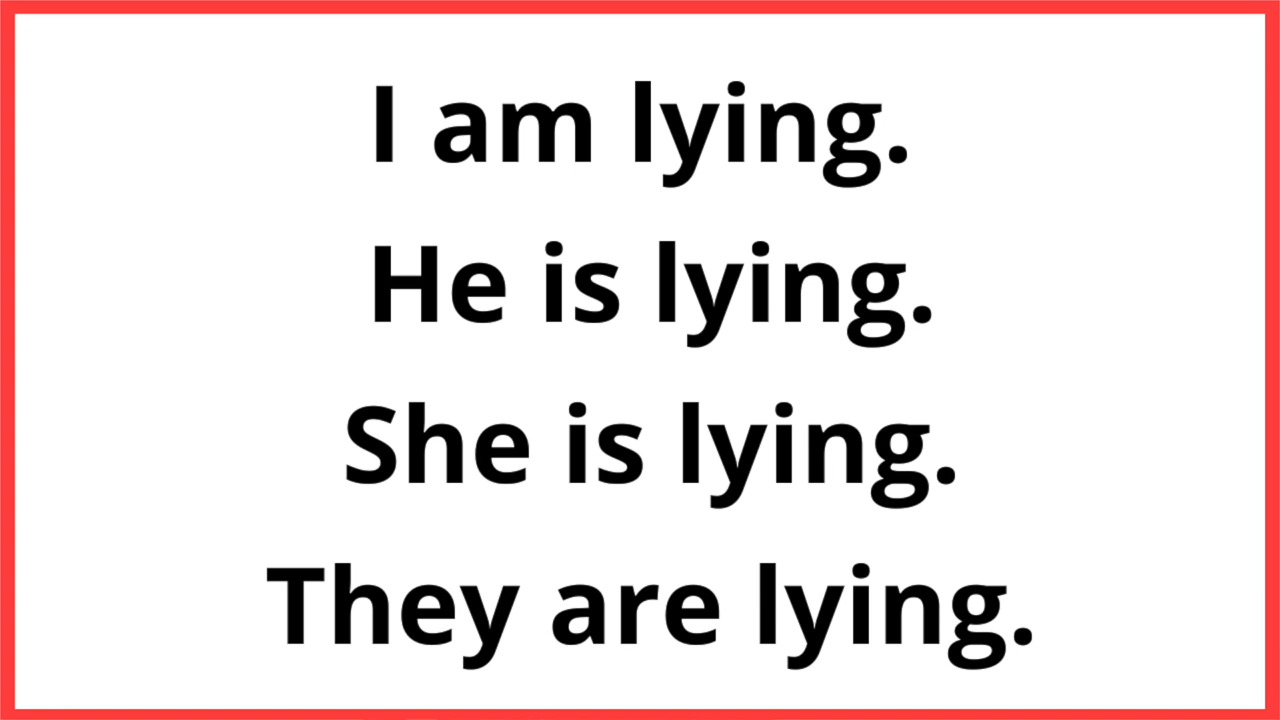 I am lying.
He is lying.
She is lying.
They are lying.